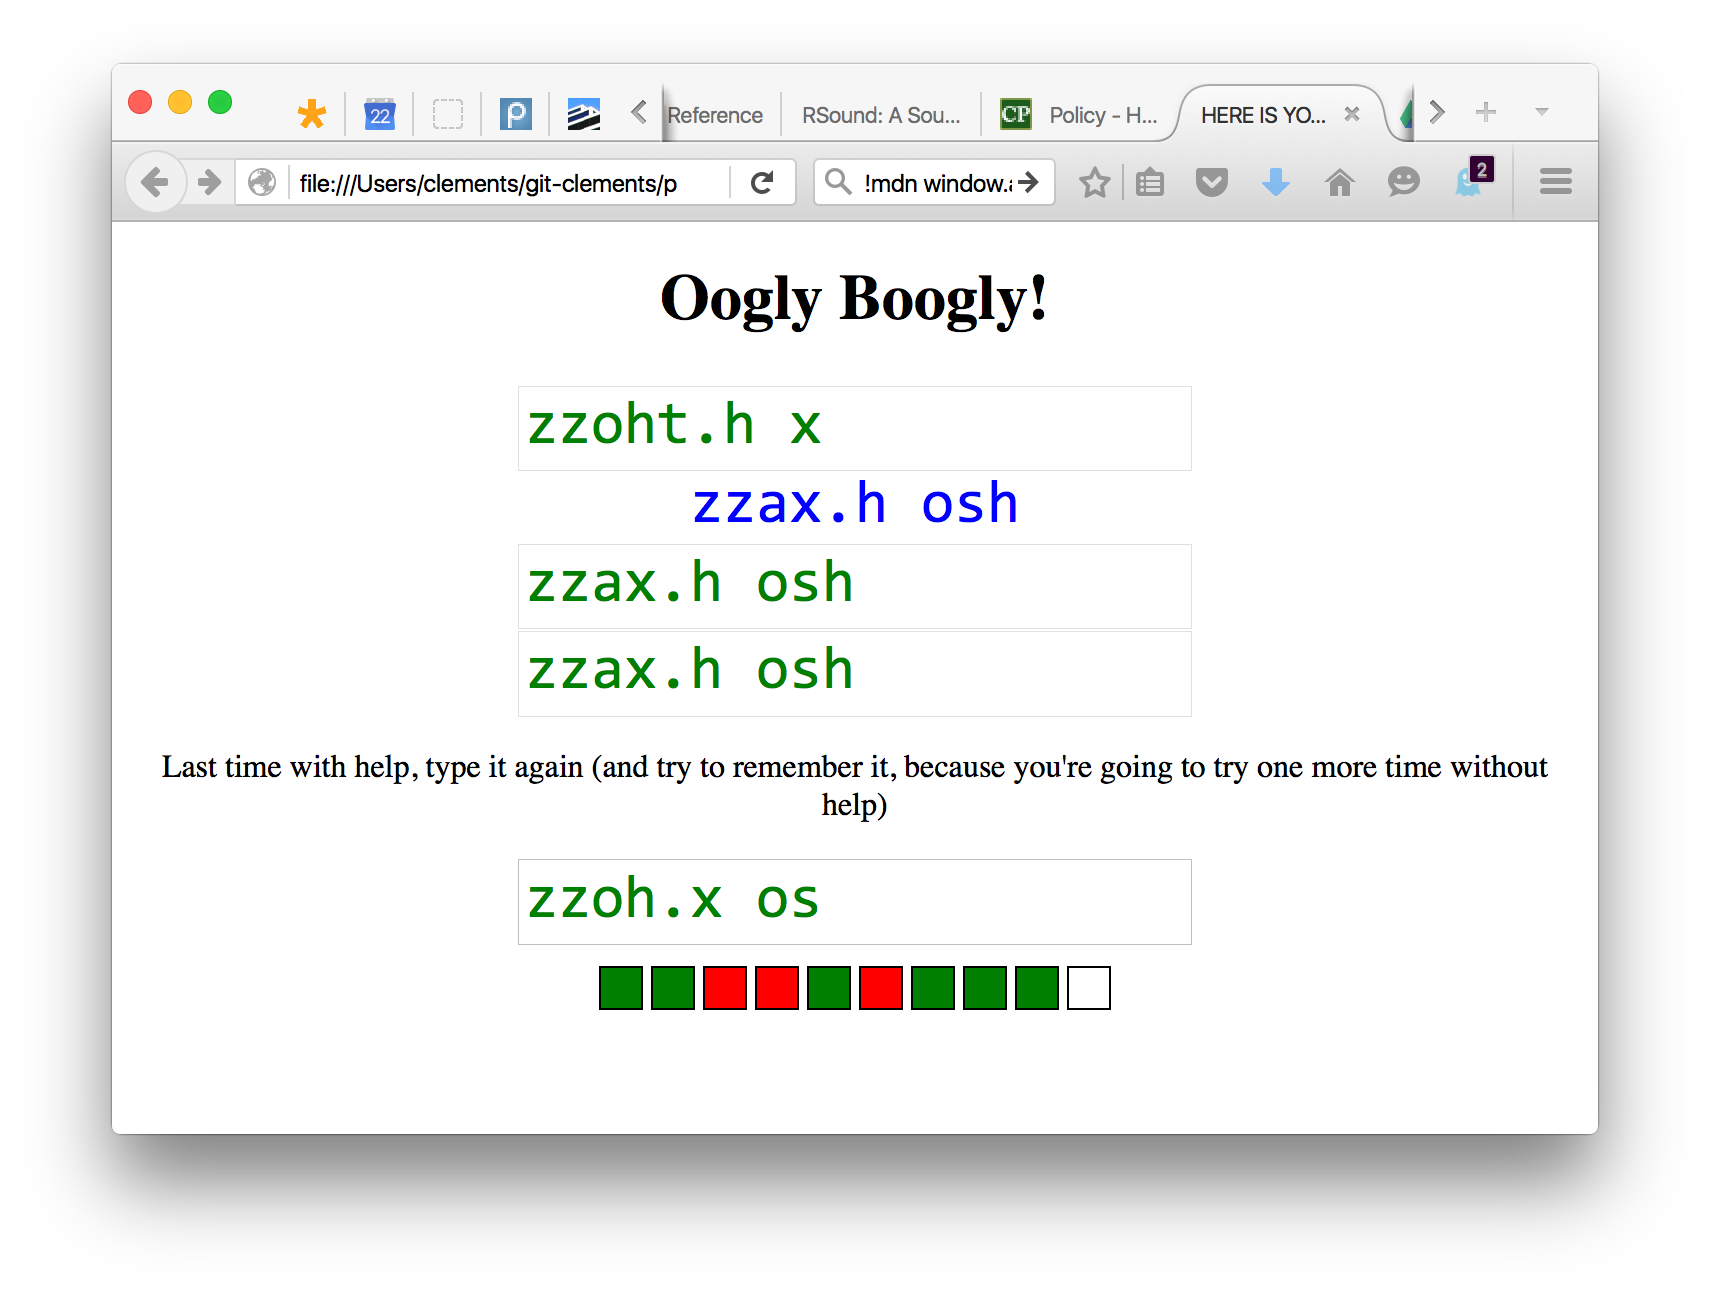 22
Reference
RSound: A Sou...
CP
Policy - H...
HERE IS YO...
file:///Users/clements/git-clements/p
!mdn window.
2
Oogly Boogly!
zzoht.h x
zzax.h osh
zzax.h osh
zzax.h osh
Last time with help, type it again (and try to remember it, because you're going to try one more time without
help)
zzoh.x os